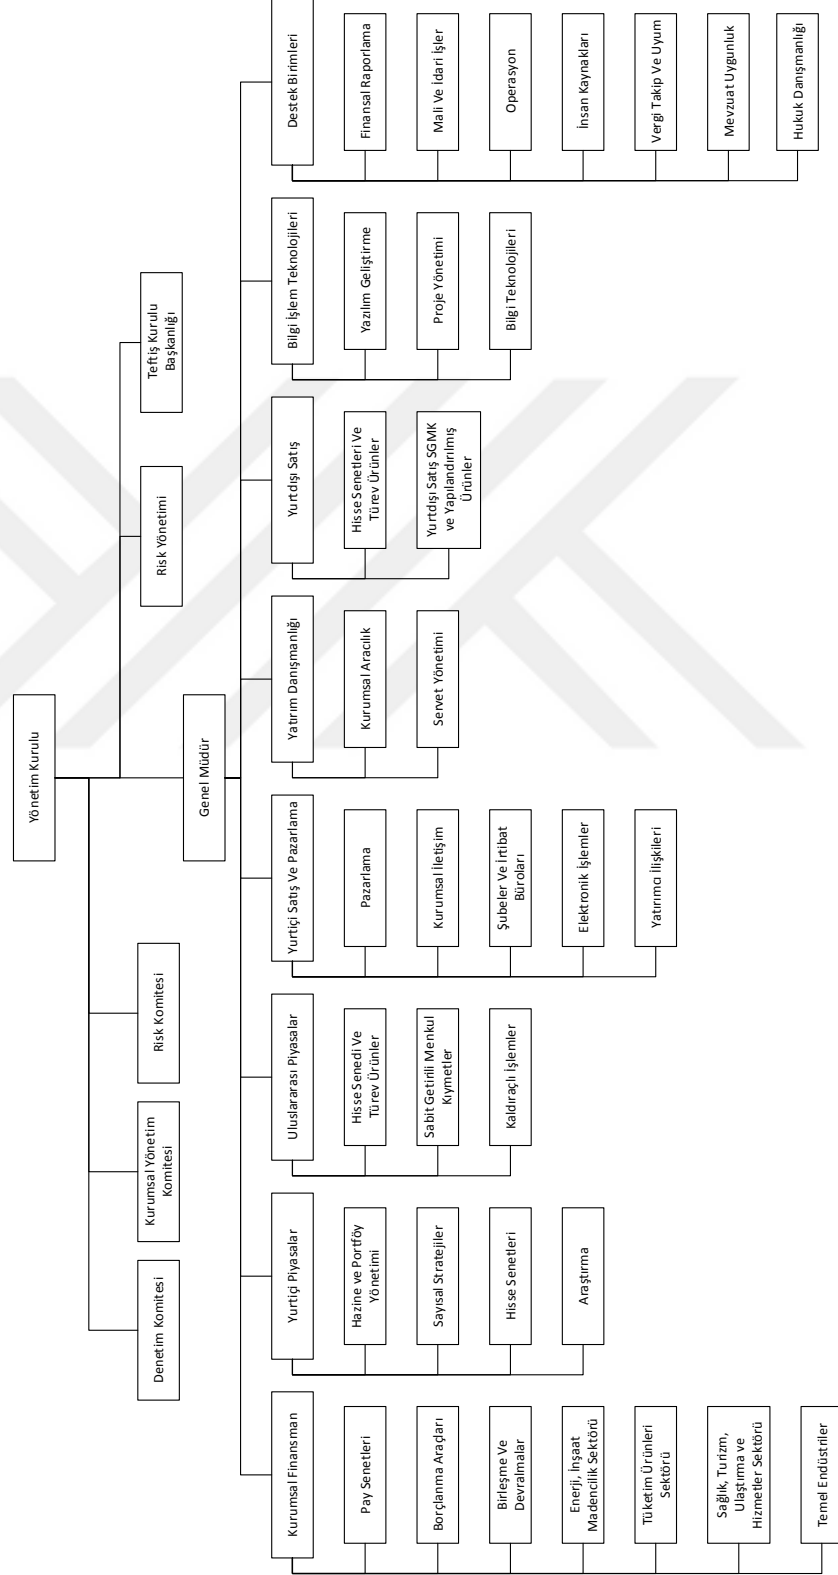 Yönetim Kurulu
Denetim Komitesi
Kurumsal Yönetim
Komitesi
Risk Komitesi
Risk Yönetimi
Teftiş Kurulu
Başkanlığı
Genel Müdür
Kurumsal Finansman
Pay Senetleri
Borçlanma Araçları
Birleşme Ve
Devralmalar
Enerji, İnşaat
Madencilik Sektörü
Tüketim Ürünleri
Sektörü
Sağlık, Turizm,
Ulaştırma ve
Hizmetler Sektörü
Temel Endüstriler
Yurtiçi Piyasalar
Hazine ve Portföy
Yönetimi
Sayısal Stratejiler
Hisse Senetleri
Araştırma
Uluslararası Piyasalar
Hisse Senedi Ve
Türev Ürünler
Sabit Getirili Menkul
Kıymetler
Kaldıraçlı İşlemler
Yurtiçi Satış Ve Pazarlama
Pazarlama
Kurumsal İletişim
Şubeler Ve İrtibat
Büroları
Elektronik İşlemler
Yatırımcı İlişkileri
Yatırım Danışmanlığı
Kurumsal Aracılık
Servet Yönetimi
Yurtdışı Satış
Hisse Senetleri Ve
Türev Ürünler
Yurtdışı Satış SGMK
ve Yapılandırılmış
Ürünler
Bilgi İşlem Teknolojileri
Yazılım Geliştirme
Proje Yönetimi
Bilgi Teknolojileri
Destek Birimleri
Finansal Raporlama
Mali Ve İdari İşler
Operasyon
İnsan Kaynakları
Vergi Takip Ve Uyum
Mevzuat Uygunluk
Hukuk Danışmanlığı